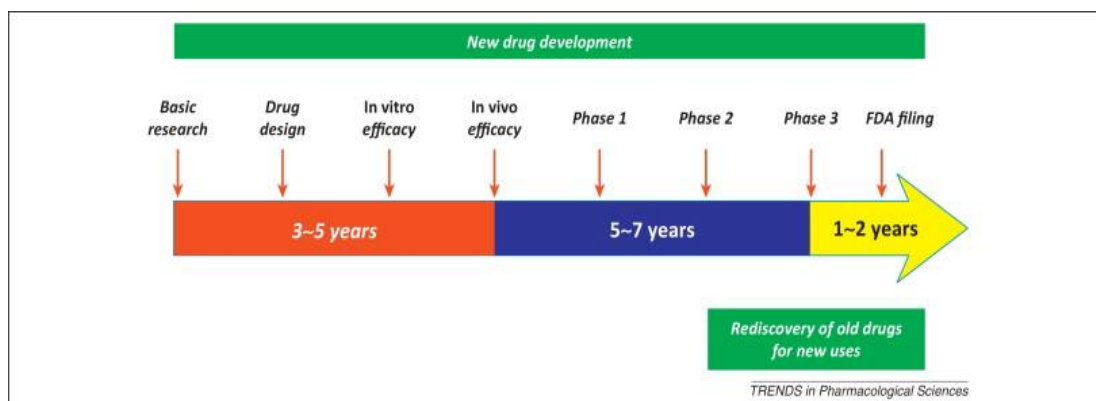 New drug development
Basic
research
Drug
design
In vitro
efficacy
In vivo
efficacy
Phase 1
Phase 2
Phase 3
FDA filing
3~5 years
5~7 years
1~2 years
Rediscovery of old drugs
for new uses
TRENDS in Pharmacological Sciences